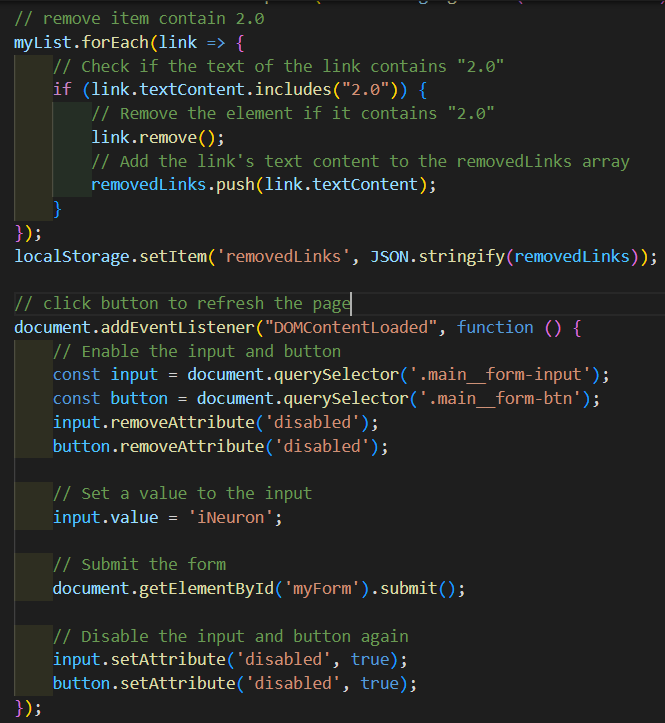 // remove item contain 2.0
myList.forEach(link => {
// Check if the text of the link contains "2.0"
if (link.textContent.includes("2.0")) {
// Remove the element if it contains "2.0"
link.remove();
// Add the link's text content to the removedLinks array
removedLinks.push(link.textContent);
}
});
localStorage.setItem('removedLinks', JSON.stringify(removedLinks));
// click button to refresh the page
document.addEventListener("DOMContentLoaded", function () {
// Enable the input and button
const input = document.querySelector('.main__form-input');
const button = document.querySelector('.main__form-btn');
input.removeAttribute('disabled');
button.removeAttribute('disabled');
// Set a value to the input
input.value = 'iNeuron';
// Submit the form
document.getElementById('myForm').submit();
// Disable the input and button again
input.setAttribute('disabled', true);
button.setAttribute('disabled', true);
});